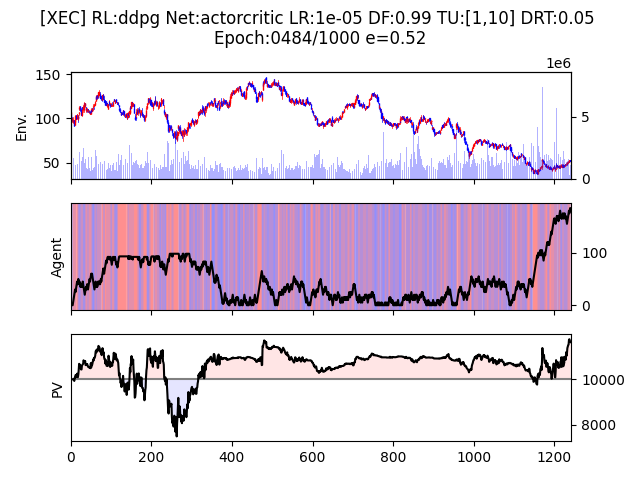 [XEC] RL:ddpg Net:actorcritic LR:1e-05 DF:0.99 TU:[1,10] DRT:0.05
Epoch:0484/1000 e=0.52
1e6
150
100
50
Env.
5
0
Agent
100
0
PV
10000
8000
0 200 400 600 800 1000 1200